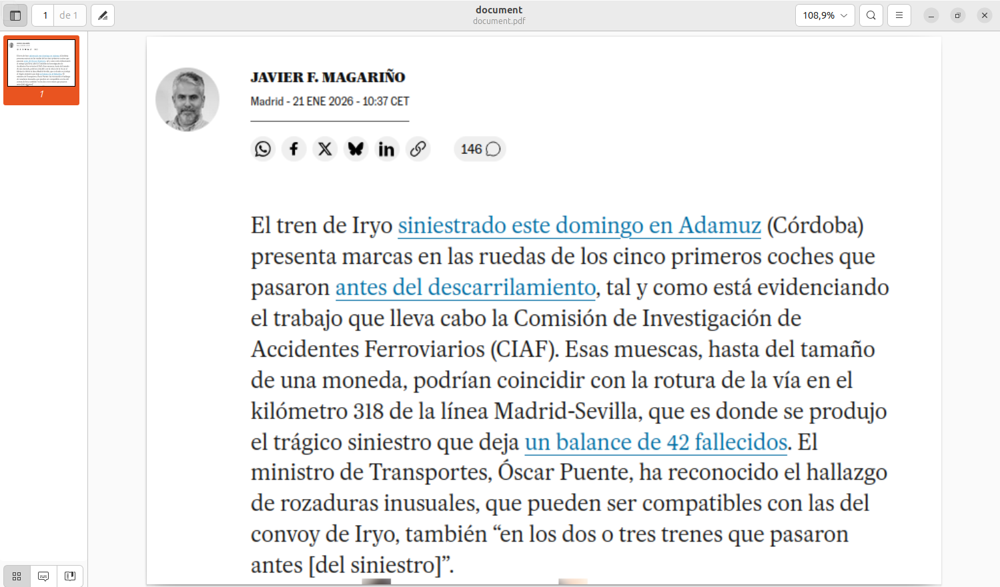 1 de 1
document
document.pdf
108,9%
1
JAVIER F. MAGARIÑO
Madrid - 21 ENE 2026 - 10:37 CET
146
El tren de Iryo siniestrado este domingo en Adamuz (Córdoba)
presenta marcas en las ruedas de los cinco primeros coches que
pasaron antes del descarrilamiento, tal y como está evidenciando
el trabajo que lleva cabo la Comisión de Investigación de
Accidentes Ferroviarios (CIAF). Esas muescas, hasta del tamaño
de una moneda, podrían coincidir con la rotura de la vía en el
kilómetro 318 de la línea Madrid-Sevilla, que es donde se produjo
el trágico siniestro que deja un balance de 42 fallecidos. El
ministro de Transportes, Óscar Puente, ha reconocido el hallazgo
de rozaduras inusuales, que pueden ser compatibles con las del
convoy de Iryo, también “en los dos o tres trenes que pasaron
antes [del siniestro]”.